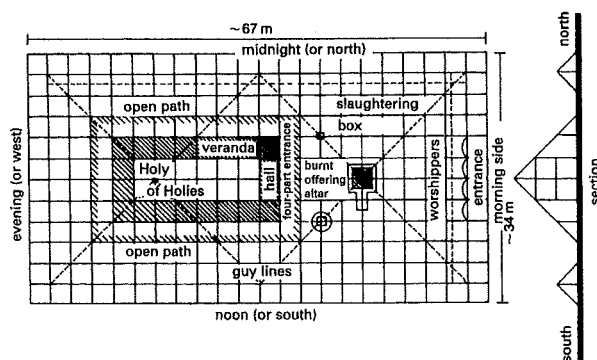 ~67 m
midnight (or north)
open path
slaughtering
box
veranda
four-part entrance
hall
Holy
of Holies
burnt
offering
altar
worshippers
entrance
morning side
~34 m
evening (or west)
open path
guy lines
noon (or south)
north
section
south